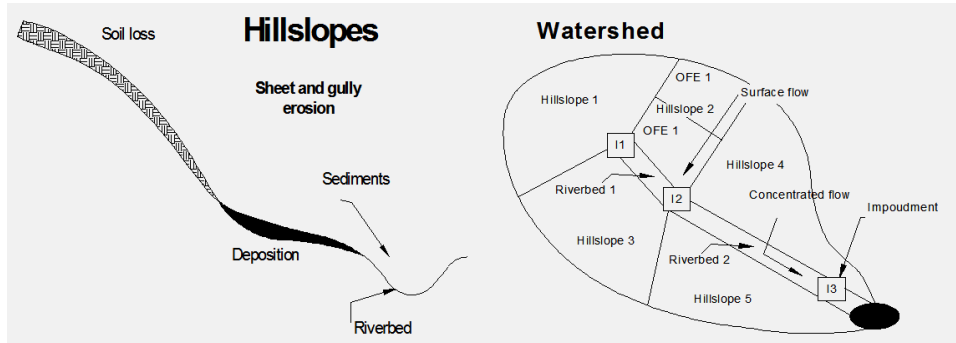 Soil loss
Hillslopes
Sheet and gully
erosion
Sediments
Deposition
Riverbed
Watershed
OFE 1
Hillslope 1
Surface flow
Hillslope 2
OFE 1
I1
Hillslope 4
Riverbed 1
I2
Concentrated flow
Impoudment
Hillslope 3
Riverbed 2
I3
Hillslope 5